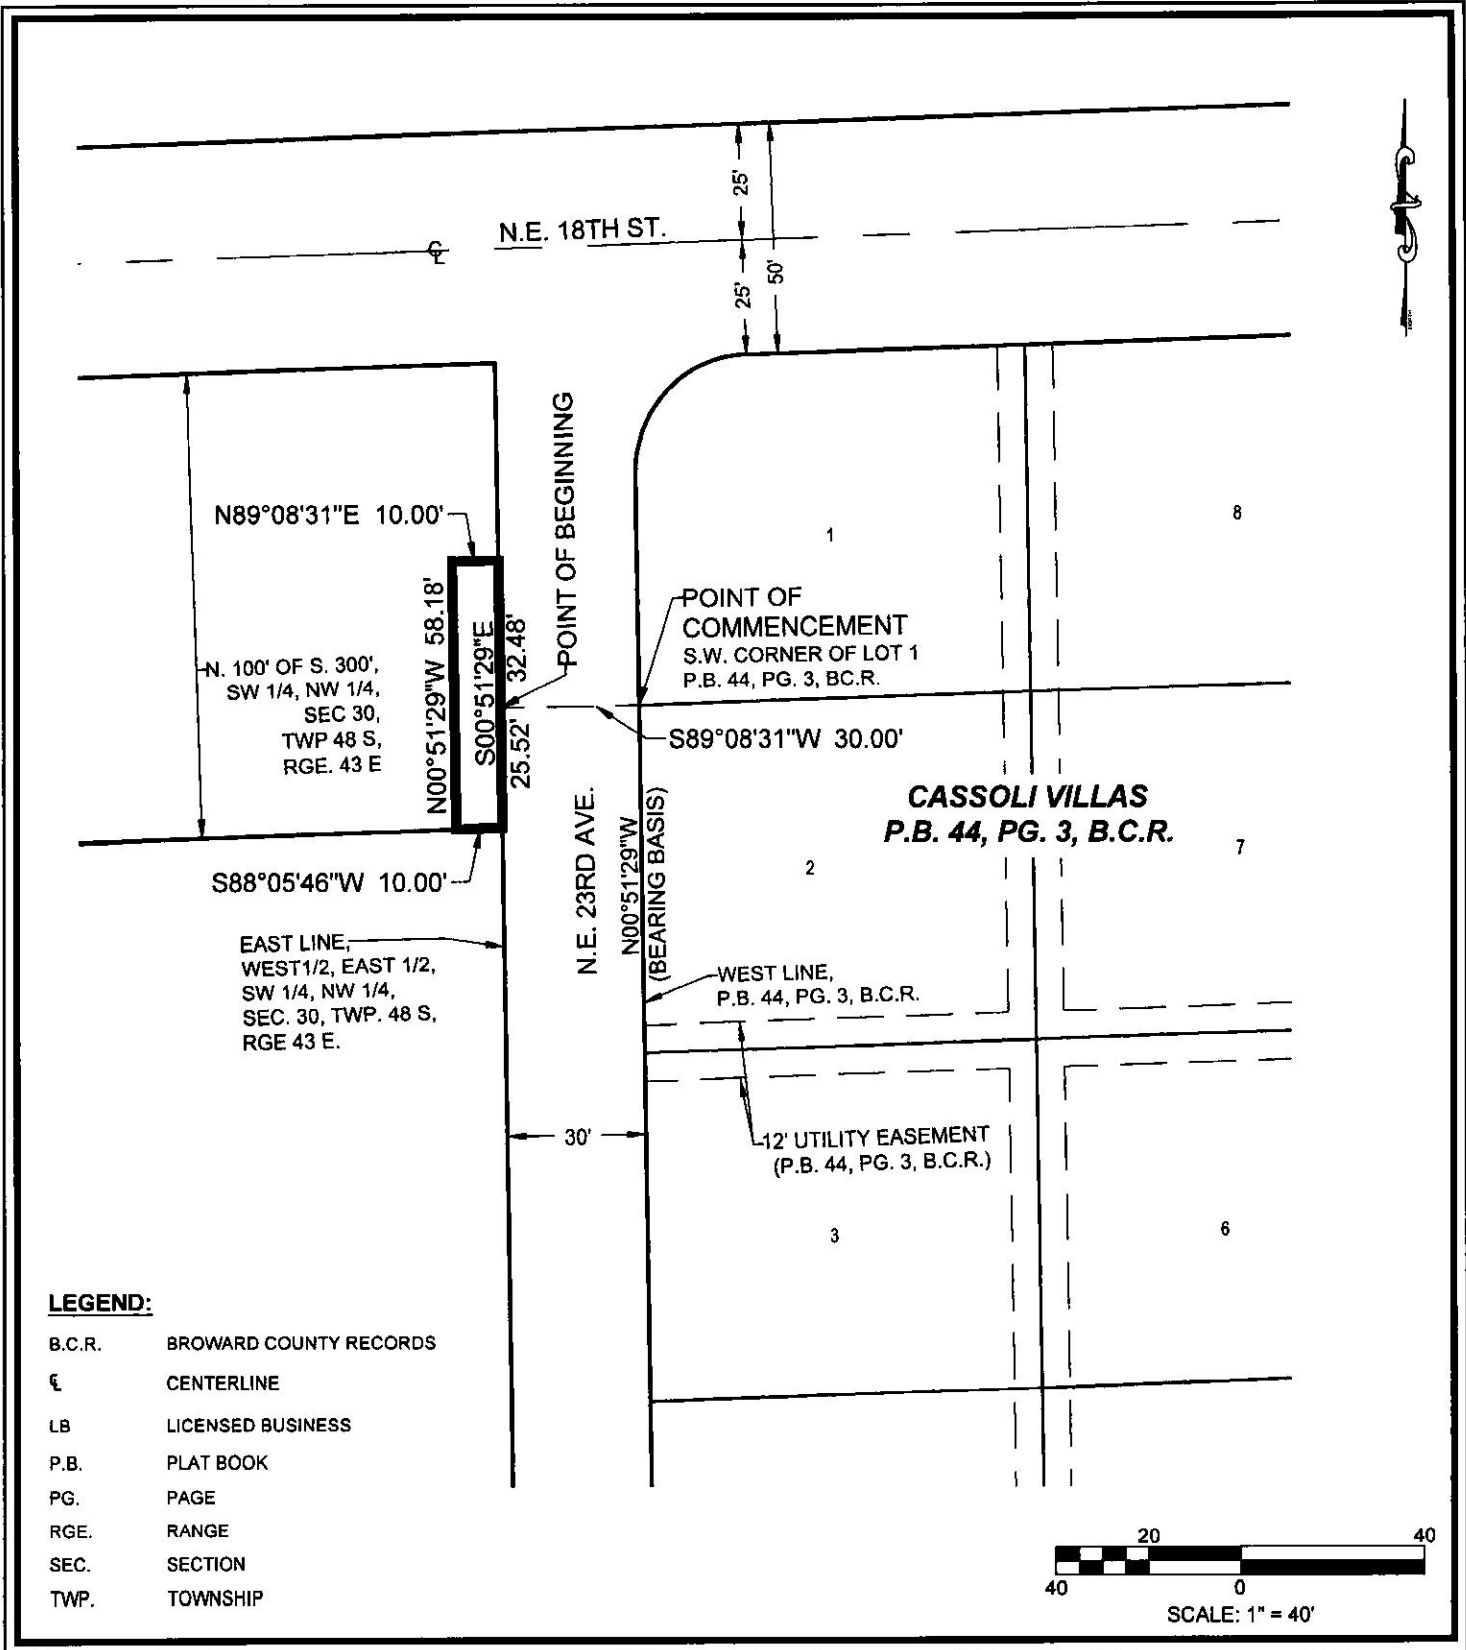 25'
50'
25'
N.E. 18TH ST.
℄
N89°08'31"E 10.00'
POINT OF BEGINNING
1
8
N00°51'29"W 58.18'
S00°51'29"E
32.48'
25.52'
POINT OF
COMMENCEMENT
S.W. CORNER OF LOT 1
P.B. 44, PG. 3, BC.R.
N. 100' OF S. 300',
SW 1/4, NW 1/4,
SEC 30,
TWP 48 S,
RGE. 43 E
S89°08'31"W 30.00'
CASSOLI VILLAS
P.B. 44, PG. 3, B.C.R.
2
7
S88°05'46"W 10.00'
N.E. 23RD AVE.
N00°51'29"W
(BEARING BASIS)
EAST LINE,
WEST1/2, EAST 1/2,
SW 1/4, NW 1/4,
SEC. 30, TWP. 48 S,
RGE 43 E.
WEST LINE,
P.B. 44, PG. 3, B.C.R.
30'
12' UTILITY EASEMENT
(P.B. 44, PG. 3, B.C.R.)
3
6
LEGEND:
B.C.R. BROWARD COUNTY RECORDS
℄ CENTERLINE
LB LICENSED BUSINESS
P.B. PLAT BOOK
PG. PAGE
RGE. RANGE
SEC. SECTION
TWP. TOWNSHIP
20 40
40 0
SCALE: 1" = 40'